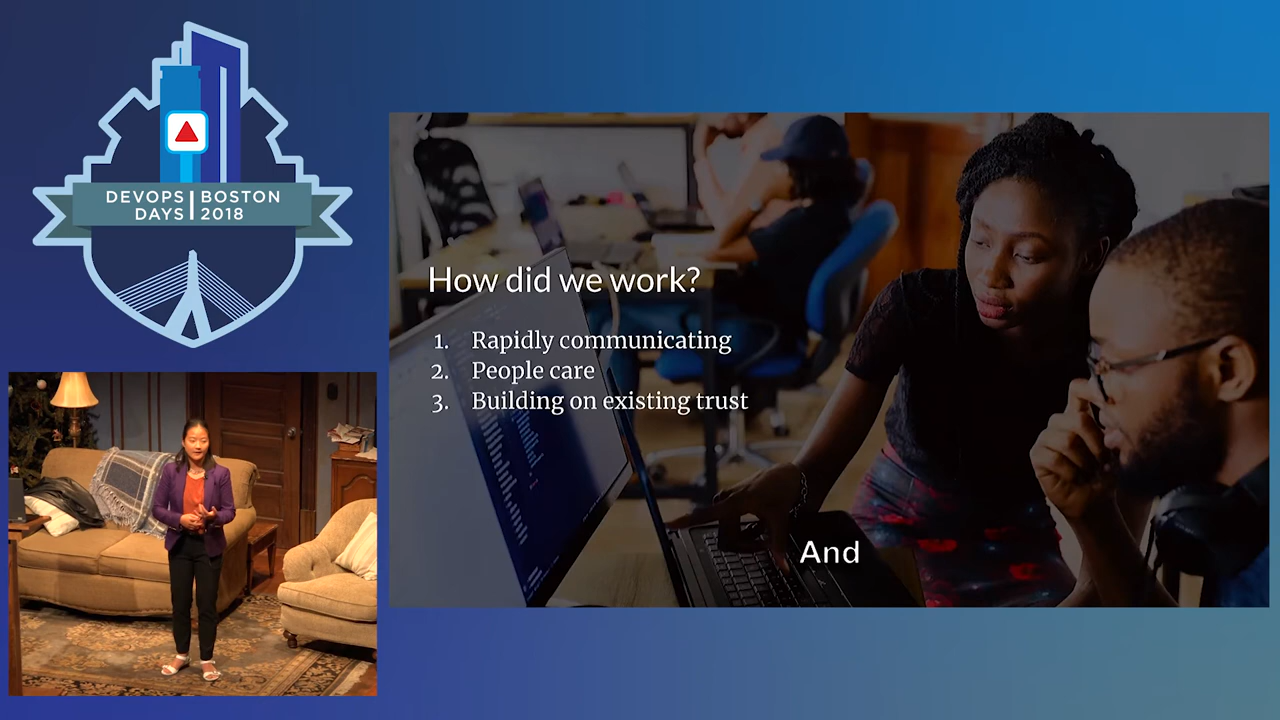 DEVOPS BOSTON
DAYS 2018
How did we work?
1. Rapidly communicating
2. People care
3. Building on existing trust
And